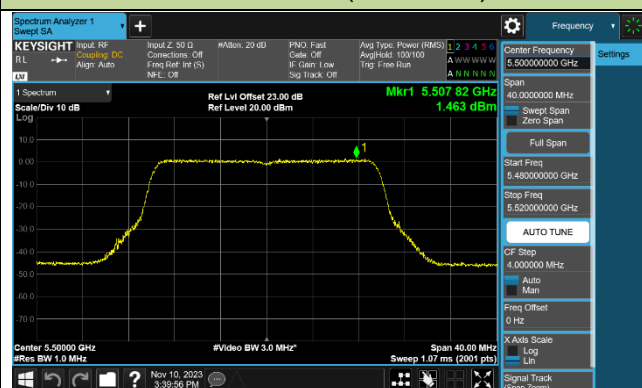 Spectrum Analyzer 1
Swept SA
Frequency
KEYSIGHT
RL
Input: RF
Coupling: DC
Align: Auto
Input Z: 50 Ω
Corrections: Off
Freq Ref: Int (S)
NFE: Off
#Atten: 20 dB
PNO: Fast
Gate: Off
IF Gain: Low
Sig Track: Off
Avg Type: Power (RMS)
Avg|Hold: 100/100
Trig: Free Run
1 2 3 4 5 6
A WW WW W
A N N N N N
1 Spectrum
Scale/Div 10 dB
Log
Ref Lvl Offset 23.00 dB
Ref Level 20.00 dBm
Mkr1 5.507 82 GHz
1.463 dBm
10.0
0.00
-10.0
-20.0
-30.0
-40.0
-50.0
-60.0
-70.0
1
Center 5.50000 GHz
#Res BW 1.0 MHz
#Video BW 3.0 MHz*
Span 40.00 MHz
Sweep 1.07 ms (2001 pts)
Nov 10, 2023
3:39:56 PM
Center Frequency
5.500000000 GHz
Span
40.0000000 MHz
Swept Span
Zero Span
Full Span
Start Freq
5.480000000 GHz
Stop Freq
5.520000000 GHz
AUTO TUNE
CF Step
4.000000 MHz
Auto
Man
Freq Offset
0 Hz
X Axis Scale
Log
Lin
Signal Track
(Span Zoom)
Settings